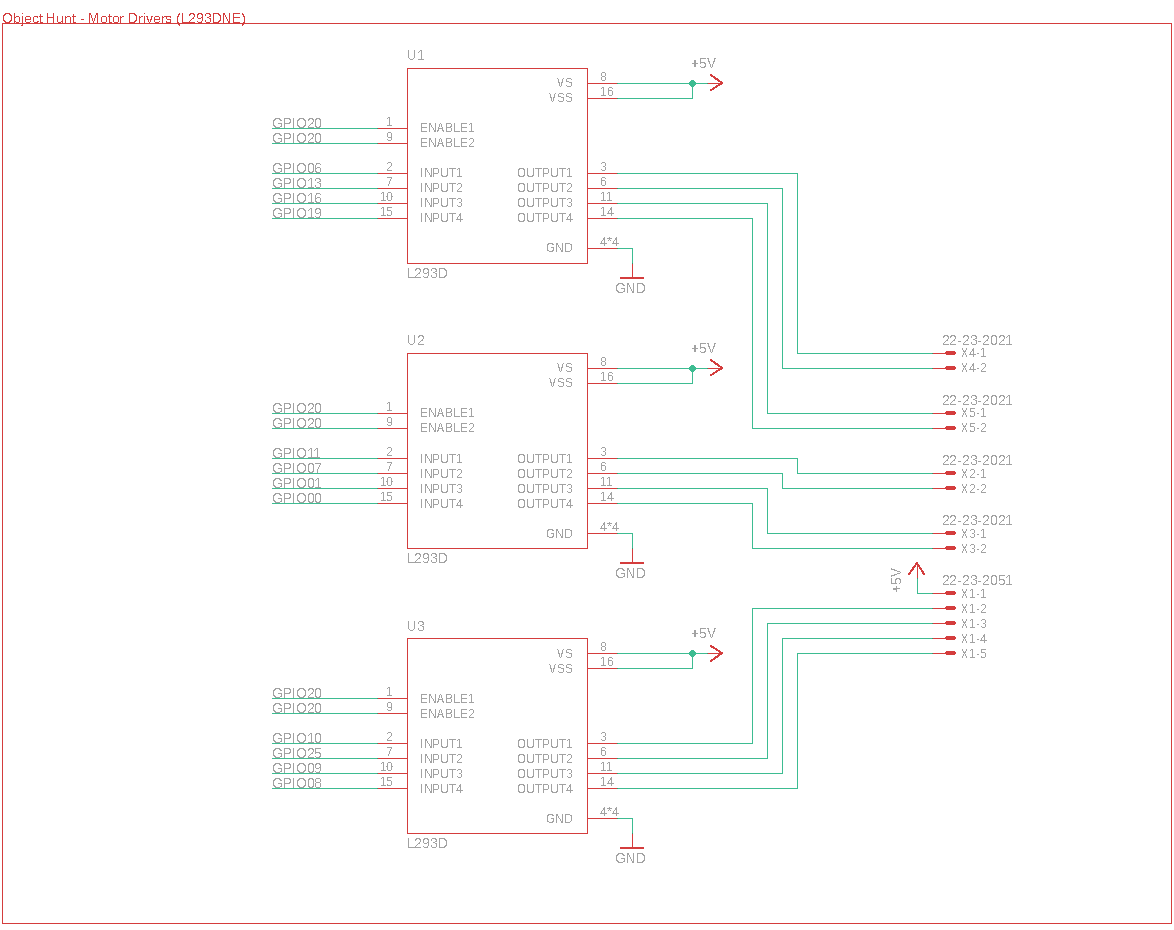 Object Hunt - Motor Drivers (L293DNE)
U1
+5V
VS 8
VSS 16
GPIO20 1 ENABLE1
GPIO20 9 ENABLE2
GPIO06 2 INPUT1 OUTPUT1 3
GPIO13 7 INPUT2 OUTPUT2 6
GPIO16 10 INPUT3 OUTPUT3 11
GPIO19 15 INPUT4 OUTPUT4 14
GND 4*4
L293D
GND
U2
+5V
VS 8
VSS 16
GPIO20 1 ENABLE1
GPIO20 9 ENABLE2
GPIO11 2 INPUT1 OUTPUT1 3
GPIO07 7 INPUT2 OUTPUT2 6
GPIO01 10 INPUT3 OUTPUT3 11
GPIO00 15 INPUT4 OUTPUT4 14
GND 4*4
L293D
GND
U3
+5V
VS 8
VSS 16
GPIO20 1 ENABLE1
GPIO20 9 ENABLE2
GPIO10 2 INPUT1 OUTPUT1 3
GPIO25 7 INPUT2 OUTPUT2 6
GPIO09 10 INPUT3 OUTPUT3 11
GPIO08 15 INPUT4 OUTPUT4 14
GND 4*4
L293D
GND
22-23-2021
X4-1
X4-2
22-23-2021
X5-1
X5-2
22-23-2021
X2-1
X2-2
22-23-2021
X3-1
X3-2
+5V
22-23-2051
X1-1
X1-2
X1-3
X1-4
X1-5